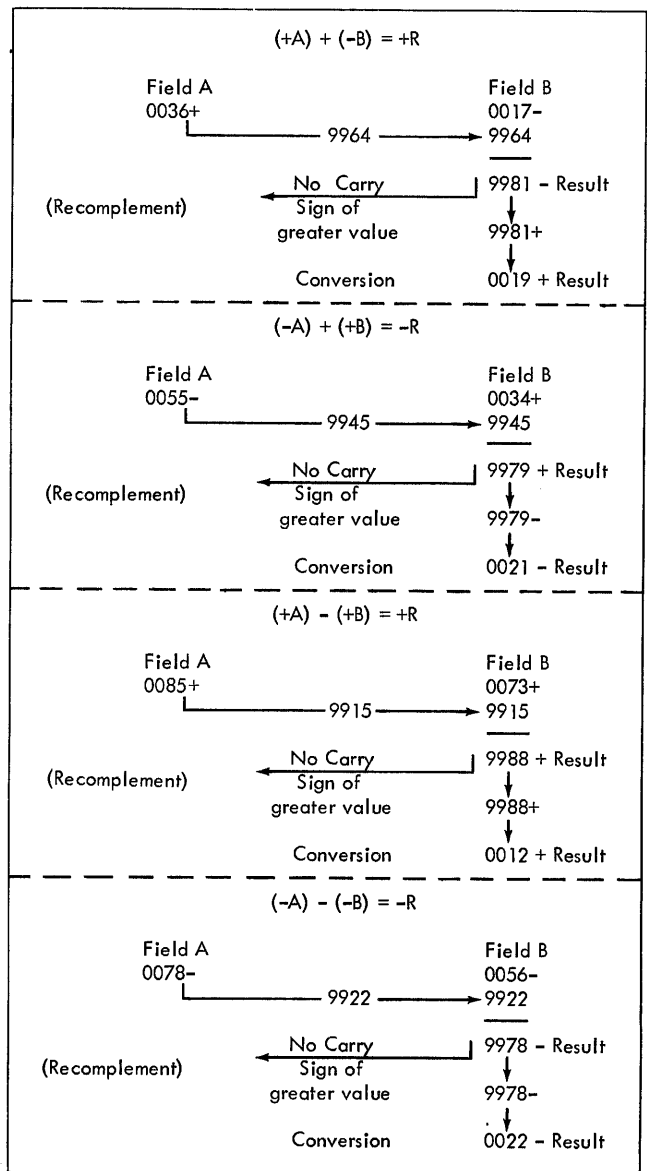 (+A) + (-B) = +R
Field A Field B
0036+ 0017-
9964 9964
No Carry 9981 - Result
(Recomplement) Sign of
greater value 9981+
Conversion 0019 + Result
(-A) + (+B) = -R
Field A Field B
0055- 0034+
9945 9945
No Carry 9979 + Result
(Recomplement) Sign of
greater value 9979-
Conversion 0021 - Result
(+A) - (+B) = +R
Field A Field B
0085+ 0073+
9915 9915
No Carry 9988 + Result
(Recomplement) Sign of
greater value 9988+
Conversion 0012 + Result
(-A) - (-B) = -R
Field A Field B
0078- 0056-
9922 9922
No Carry 9978 - Result
(Recomplement) Sign of
greater value 9978-
Conversion 0022 - Result